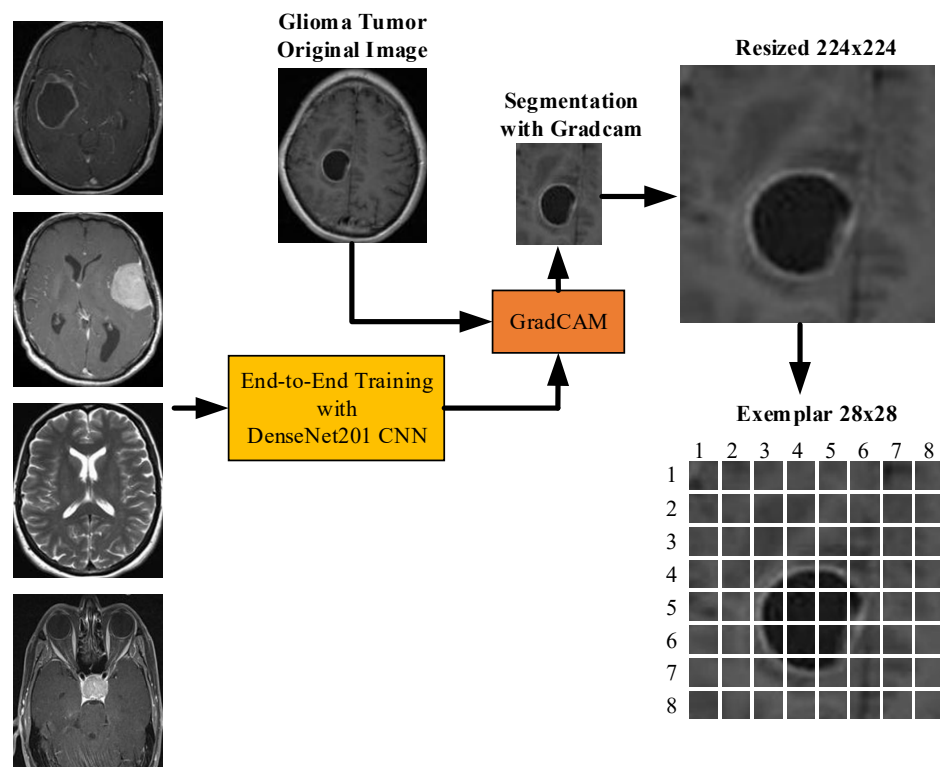 Glioma Tumor
Original Image
Resized 224x224
Segmentation
with Gradcam
GradCAM
End-to-End Training
with
DenseNet201 CNN
Exemplar 28x28
1 2 3 4 5 6 7 8
1
2
3
4
5
6
7
8